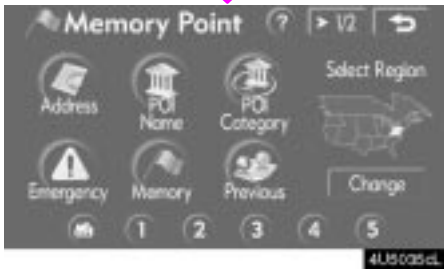 Memory Point ? > 1/2
Select Region
Address POI Name POI Category
Emergency Memory Previous
Change
1 2 3 4 5